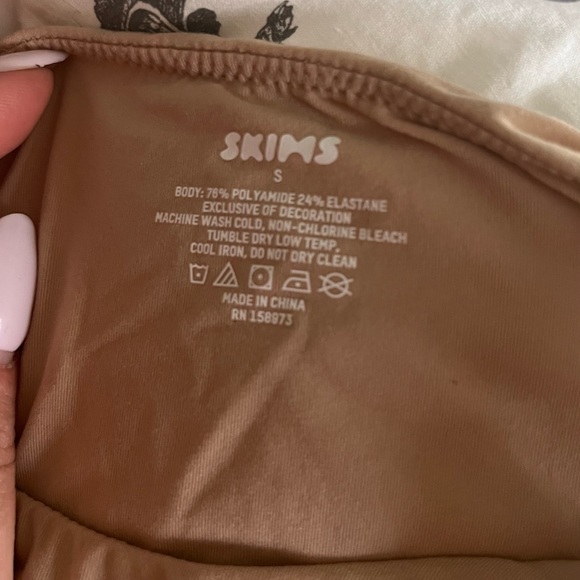 SKIMS
S
BODY: 76% POLYAMIDE 24% ELASTANE
EXCLUSIVE OF DECORATION
MACHINE WASH COLD, NON-CHLORINE BLEACH
TUMBLE DRY LOW TEMP,
COOL IRON, DO NOT DRY CLEAN
MADE IN CHINA
RN 158973